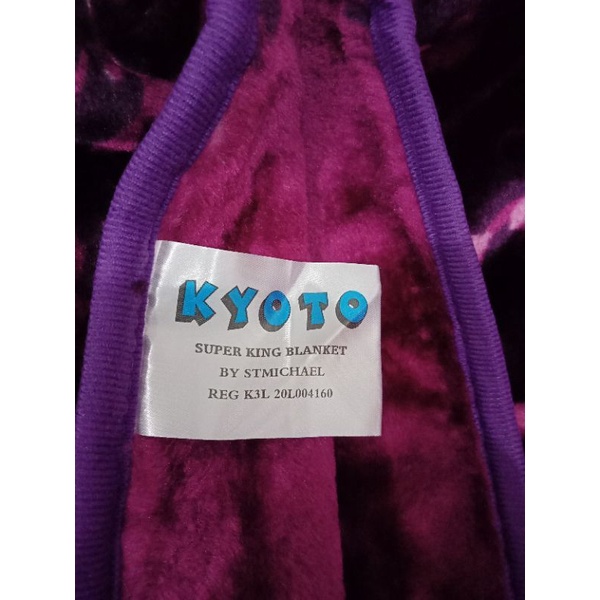 KYOTO
SUPER KING BLANKET
BY STMICHAEL
REG K3L 20L004160